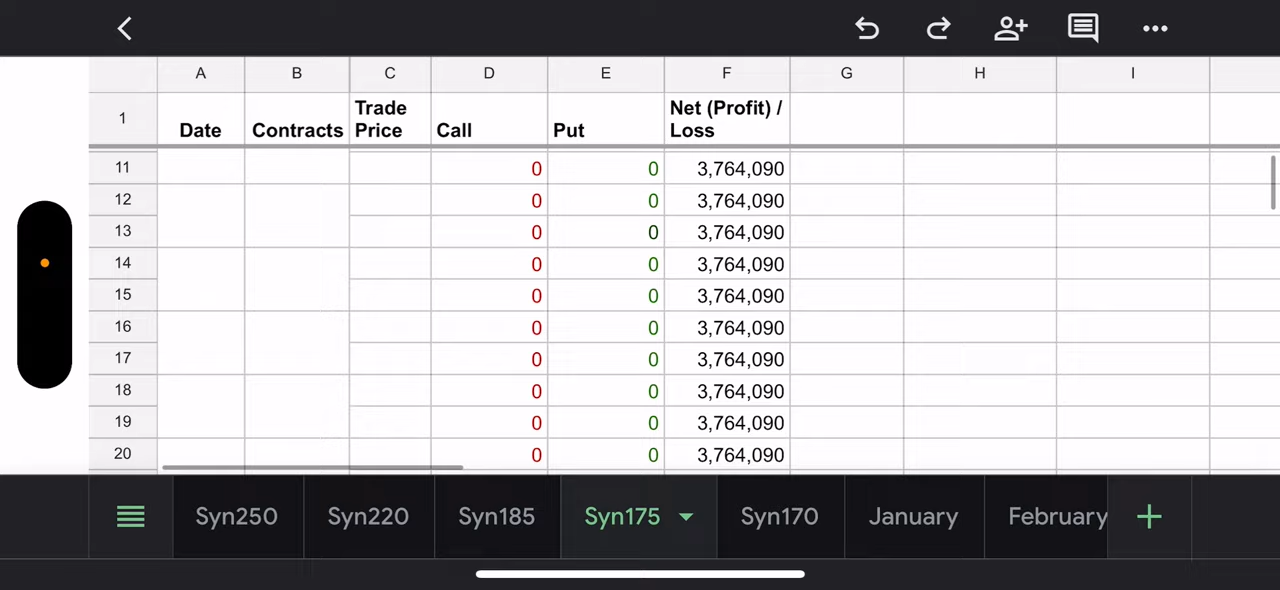 A B C D E F G H I
1 Date Contracts Trade Price Call Put Net (Profit) / Loss
11 0 0 3,764,090
12 0 0 3,764,090
13 0 0 3,764,090
14 0 0 3,764,090
15 0 0 3,764,090
16 0 0 3,764,090
17 0 0 3,764,090
18 0 0 3,764,090
19 0 0 3,764,090
20 0 0 3,764,090
Syn250 Syn220 Syn185 Syn175 Syn170 January February